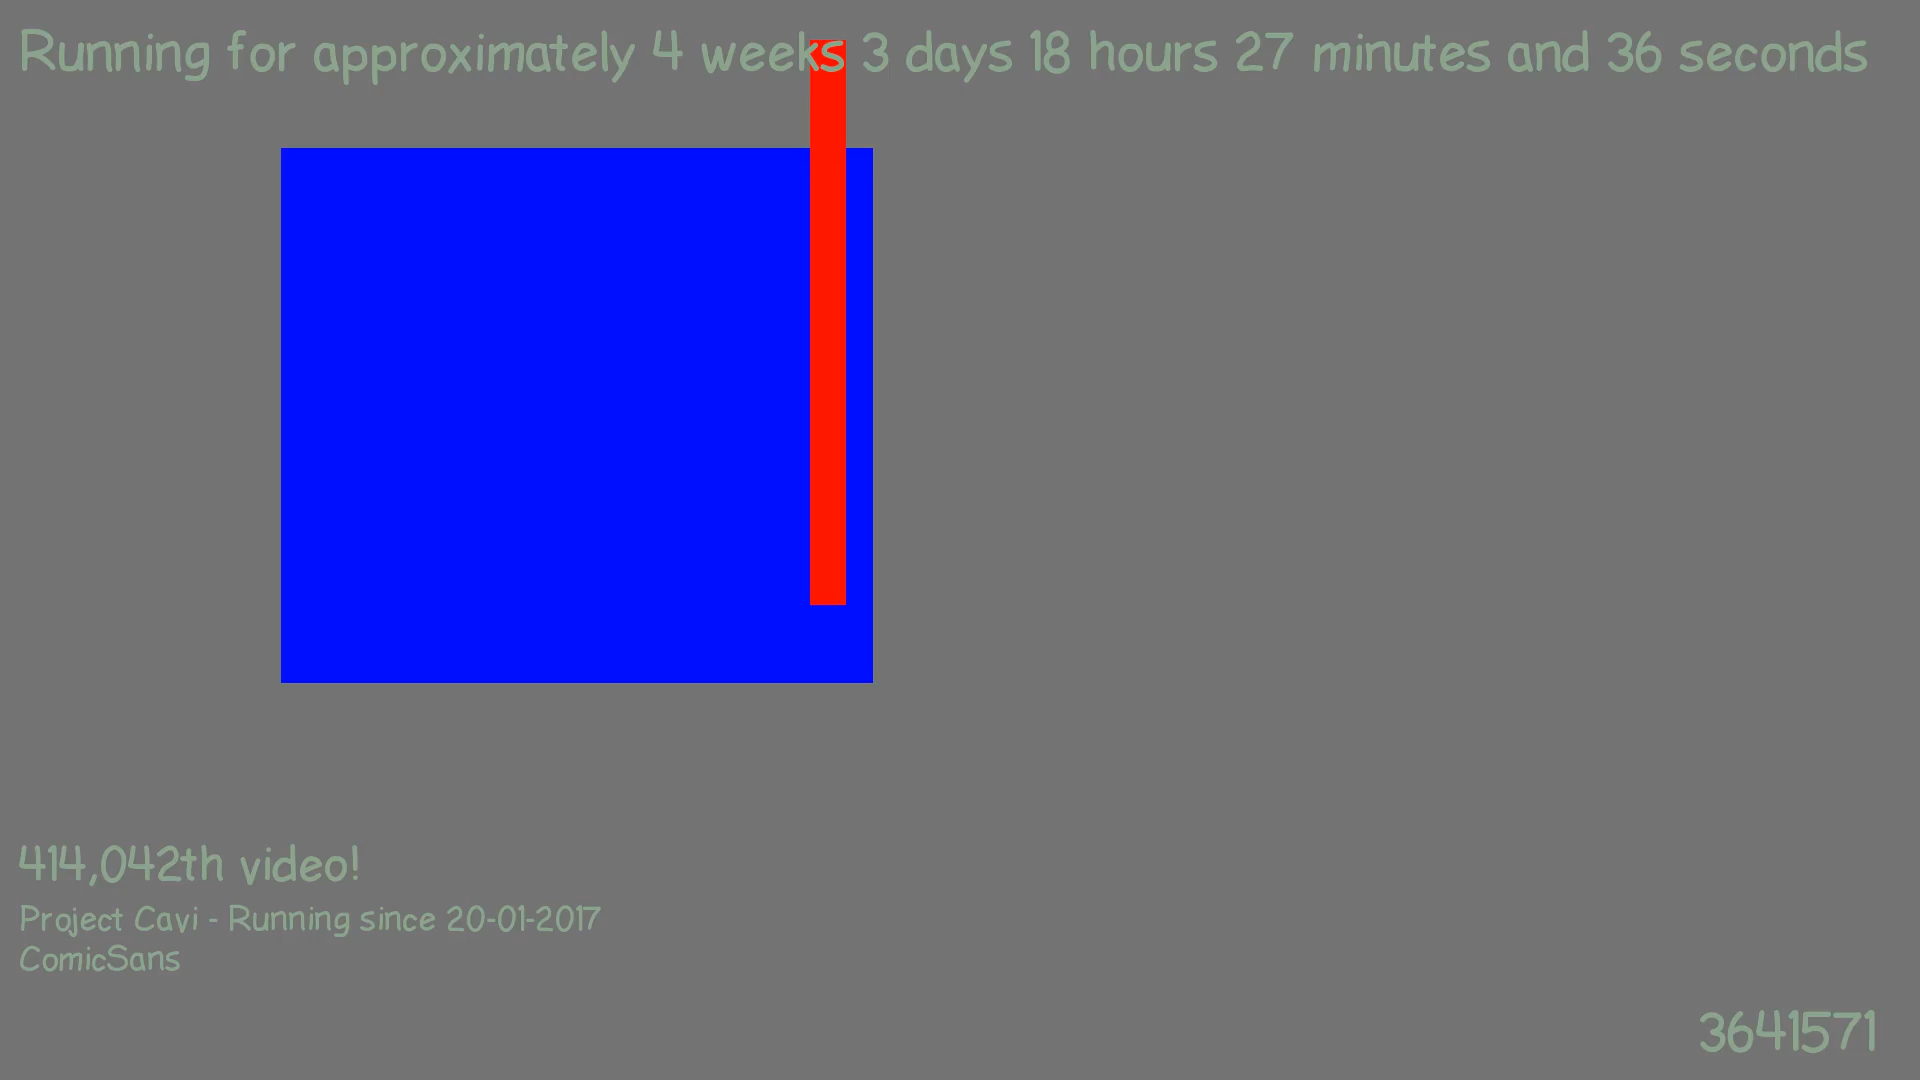 Running for approximately 4 weeks 3 days 18 hours 27 minutes and 36 seconds
414,042th video!
Project Cavi - Running since 20-01-2017
ComicSans
3641571